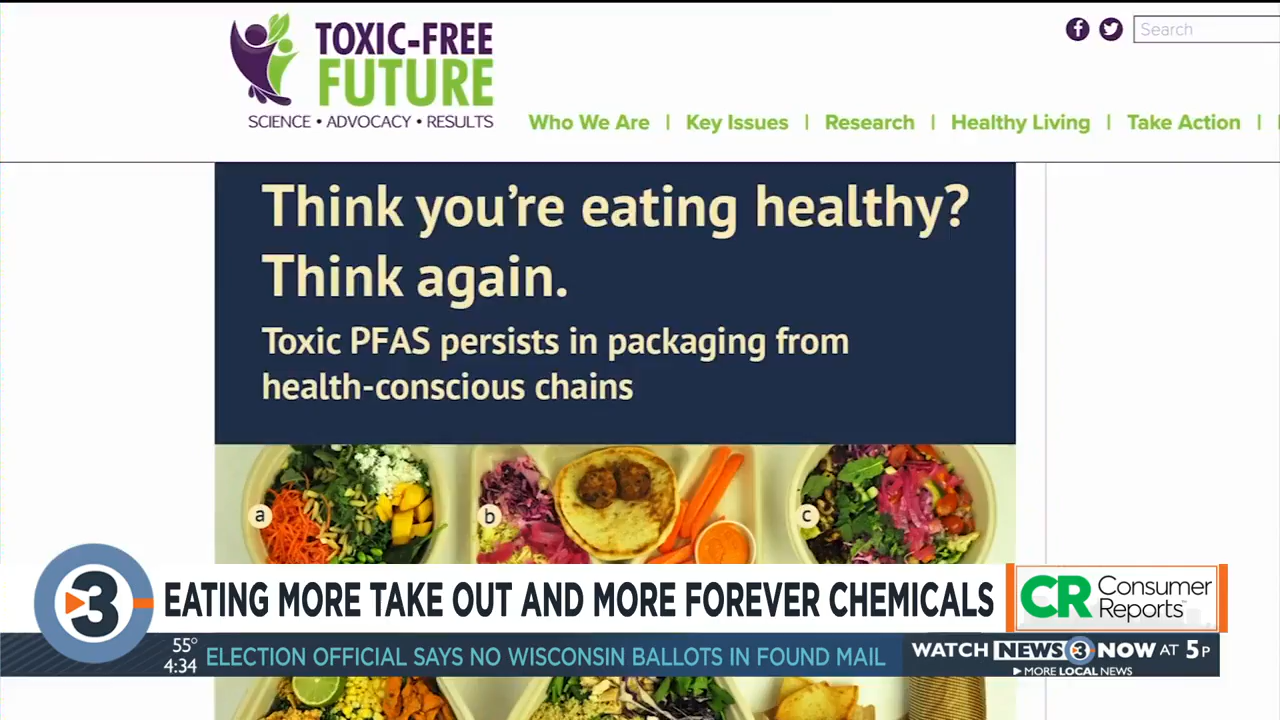 TOXIC-FREE
FUTURE
SCIENCE • ADVOCACY • RESULTS
Search
Who We Are | Key Issues | Research | Healthy Living | Take Action |
Think you're eating healthy?
Think again.
Toxic PFAS persists in packaging from
health-conscious chains
a
b
c
3
EATING MORE TAKE OUT AND MORE FOREVER CHEMICALS
CR Consumer
Reports™
55°
4:34
ELECTION OFFICIAL SAYS NO WISCONSIN BALLOTS IN FOUND MAIL
WATCH NEWS 3 NOW AT 5P
▶ MORE LOCAL NEWS